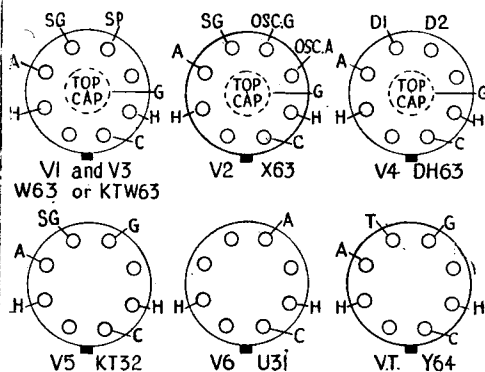 SG SP SG OSC.G D1 D2
A A OSC.A A
TOP CAP G TOP CAP G TOP CAP G
H H H H H H
C C C
V1 and V3 V2 X63 V4 DH63
W63 or KTW63
SG G A T G
A A
H H H H H
C C C
V5 KT32 V6 U31 V.T. Y64